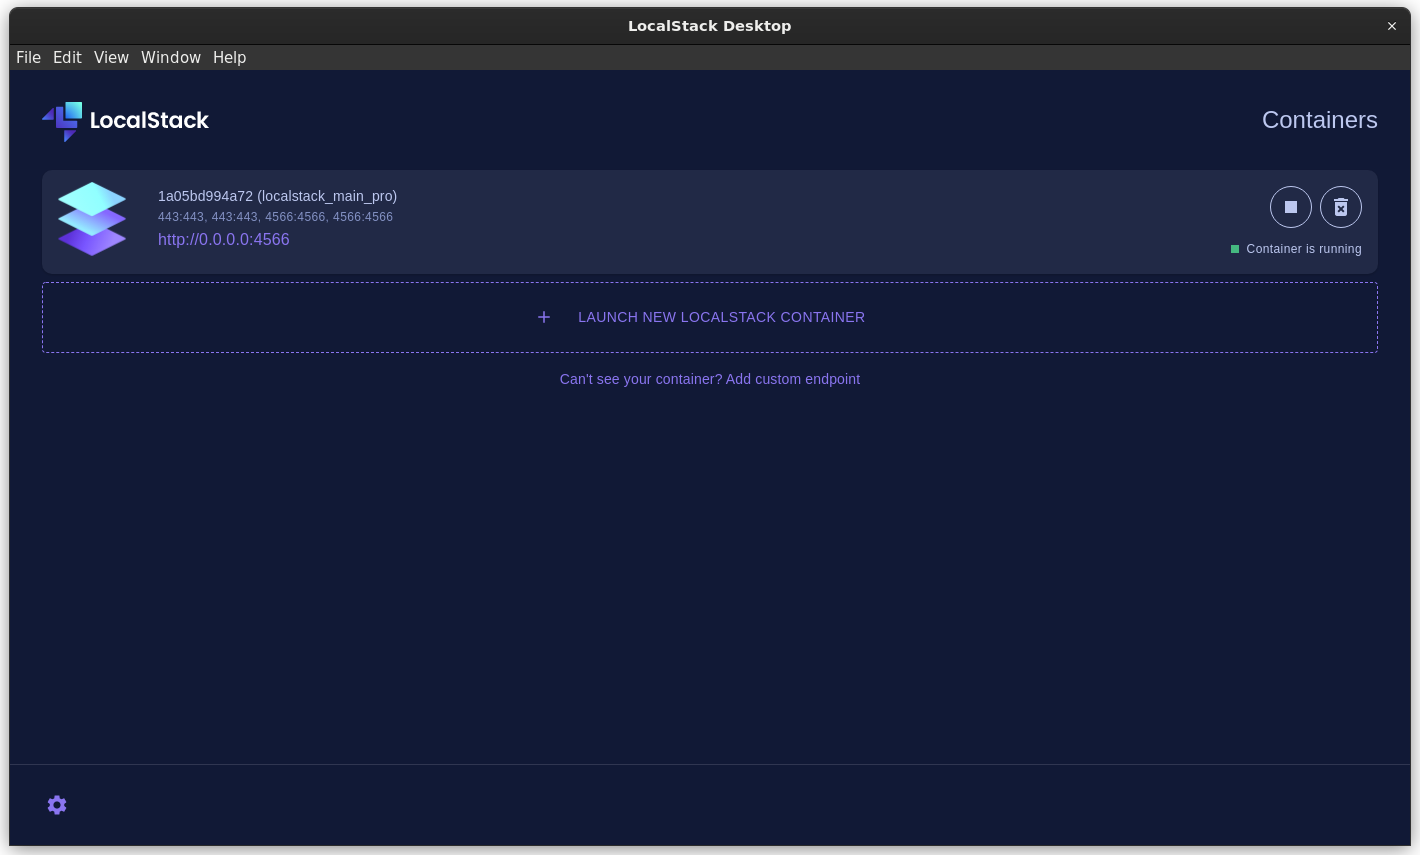 LocalStack Desktop
File Edit View Window Help
LocalStack
Containers
1a05bd994a72 (localstack_main_pro)
443:443, 443:443, 4566:4566, 4566:4566
http://0.0.0.0:4566
Container is running
LAUNCH NEW LOCALSTACK CONTAINER
Can't see your container? Add custom endpoint